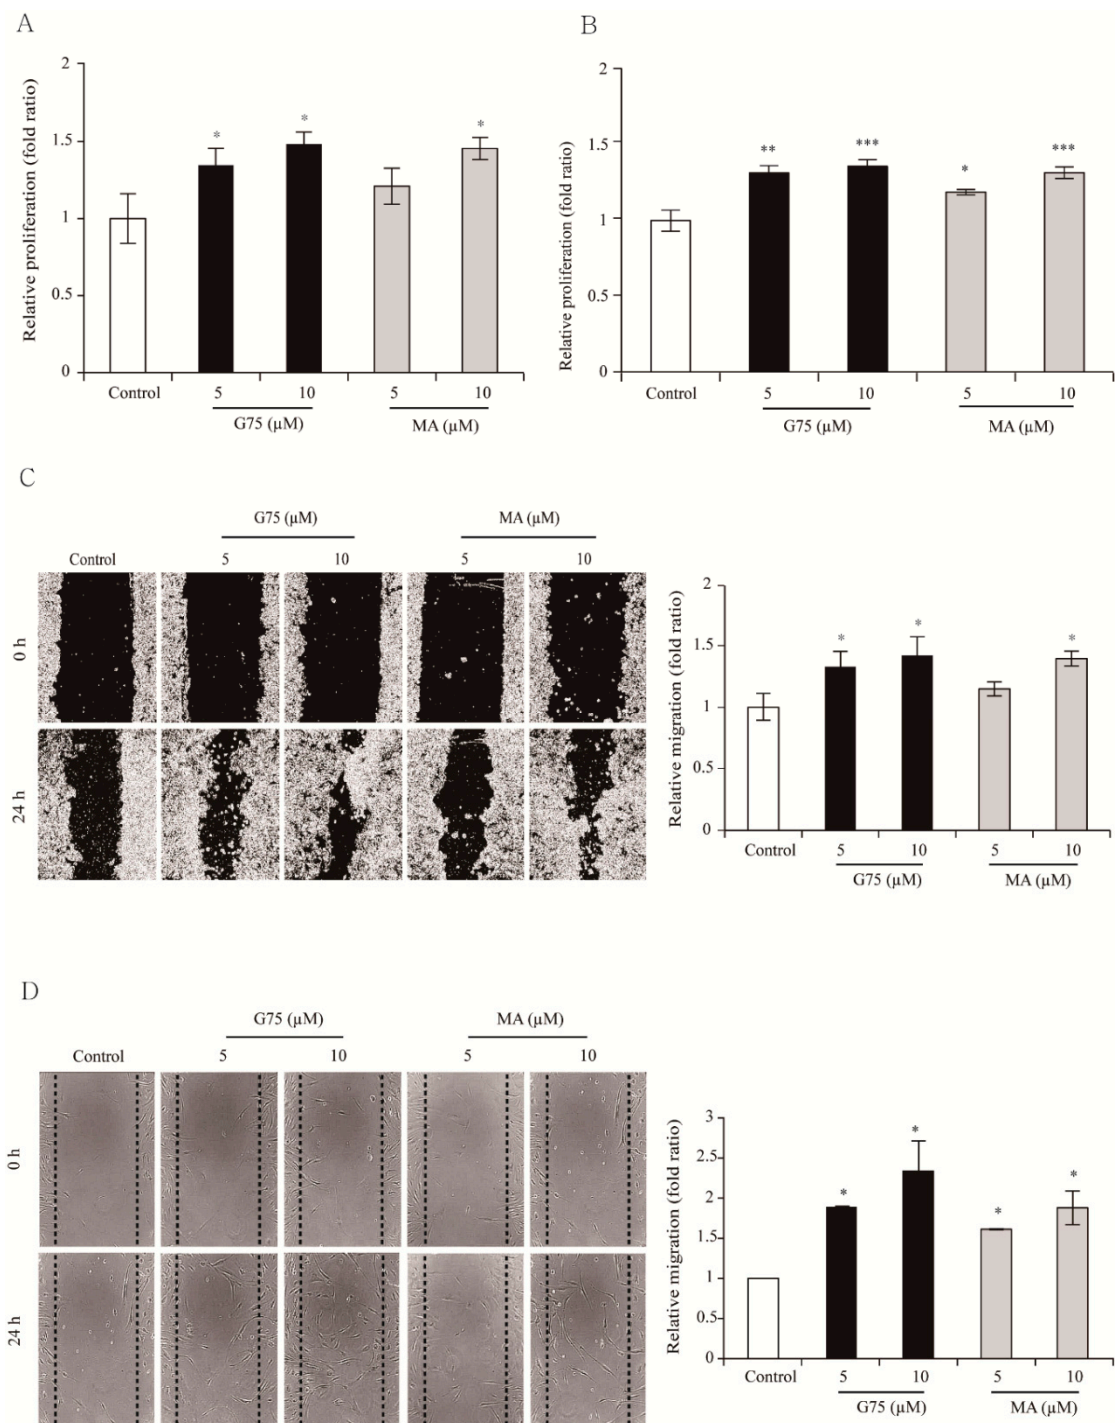 A
Relative proliferation (fold ratio)
2
1.5
1
0.5
0
*
*
*
Control
5
10
5
10
G75 (µM)
MA (µM)
B
Relative proliferation (fold ratio)
2
1.5
1
0.5
0
**
***
*
***
Control
5
10
5
10
G75 (µM)
MA (µM)
C
G75 (µM)
MA (µM)
Control
5
10
5
10
0 h
24 h
Relative migration (fold ratio)
2
1.5
1
0.5
0
*
*
*
Control
5
10
5
10
G75 (µM)
MA (µM)
D
G75 (µM)
MA (µM)
Control
5
10
5
10
0 h
24 h
Relative migration (fold ratio)
3
2.5
2
1.5
1
0.5
0
*
*
*
*
Control
5
10
5
10
G75 (µM)
MA (µM)